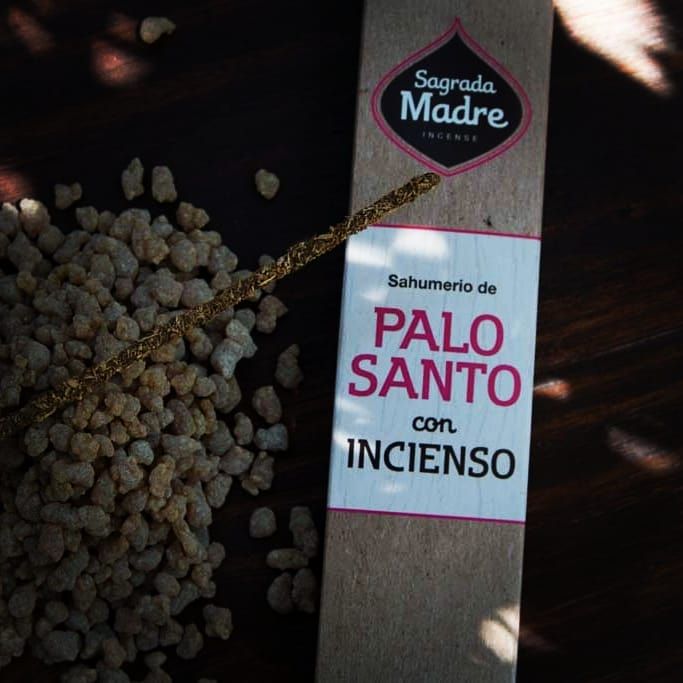 Sagrada
Madre
INCENSE
Sahumerio de
PALO
SANTO
con
INCIENSO